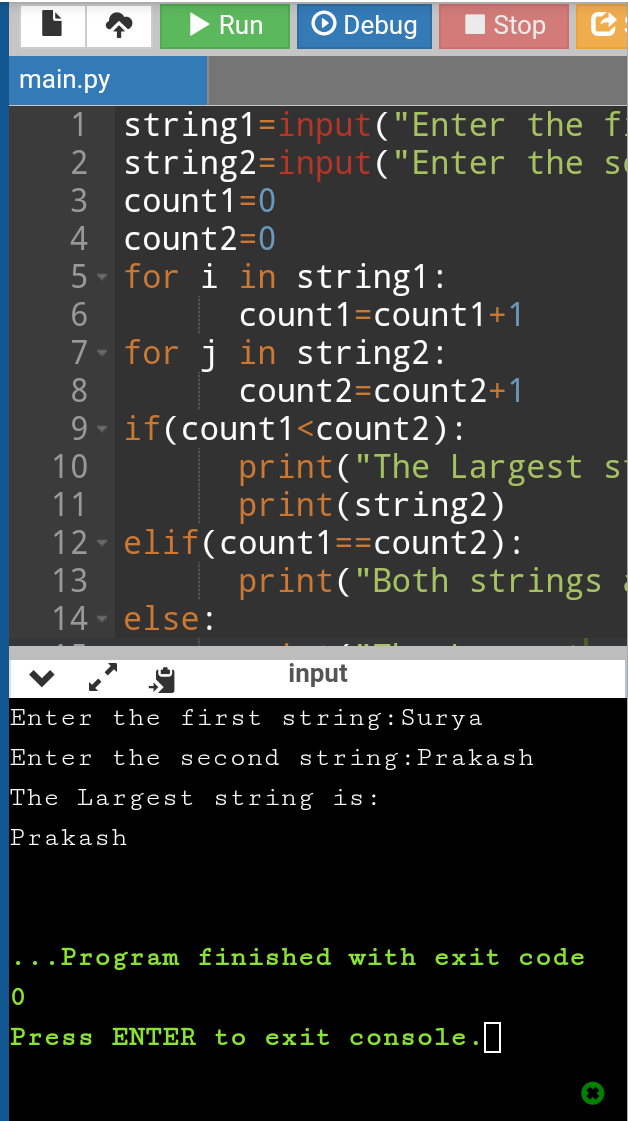 Run Debug Stop
main.py
1 string1=input("Enter the fi
2 string2=input("Enter the se
3 count1=0
4 count2=0
5 for i in string1:
6 count1=count1+1
7 for j in string2:
8 count2=count2+1
9 if(count1<count2):
10 print("The Largest st
11 print(string2)
12 elif(count1==count2):
13 print("Both strings a
14 else:
input
Enter the first string:Surya
Enter the second string:Prakash
The Largest string is:
Prakash
...Program finished with exit code
0
Press ENTER to exit console.